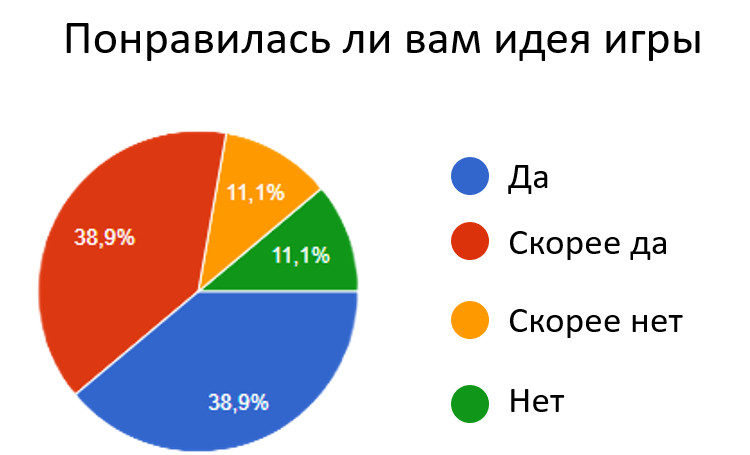 Понравилась ли вам идея игры
11,1%
38,9%
11,1%
38,9%
Да
Скорее да
Скорее нет
Нет